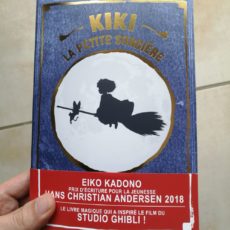 KIKI
LA PETITE SORCIÈRE
EIKO KADONO
PRIX D'ÉCRITURE POUR LA JEUNESSE
HANS CHRISTIAN ANDERSEN 2018
LE LIVRE MAGIQUE QUI A INSPIRÉ LE FILM DU
STUDIO GHIBLI !